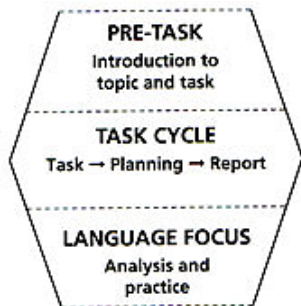 PRE-TASK
Introduction to
topic and task
TASK CYCLE
Task → Planning → Report
LANGUAGE FOCUS
Analysis and
practice